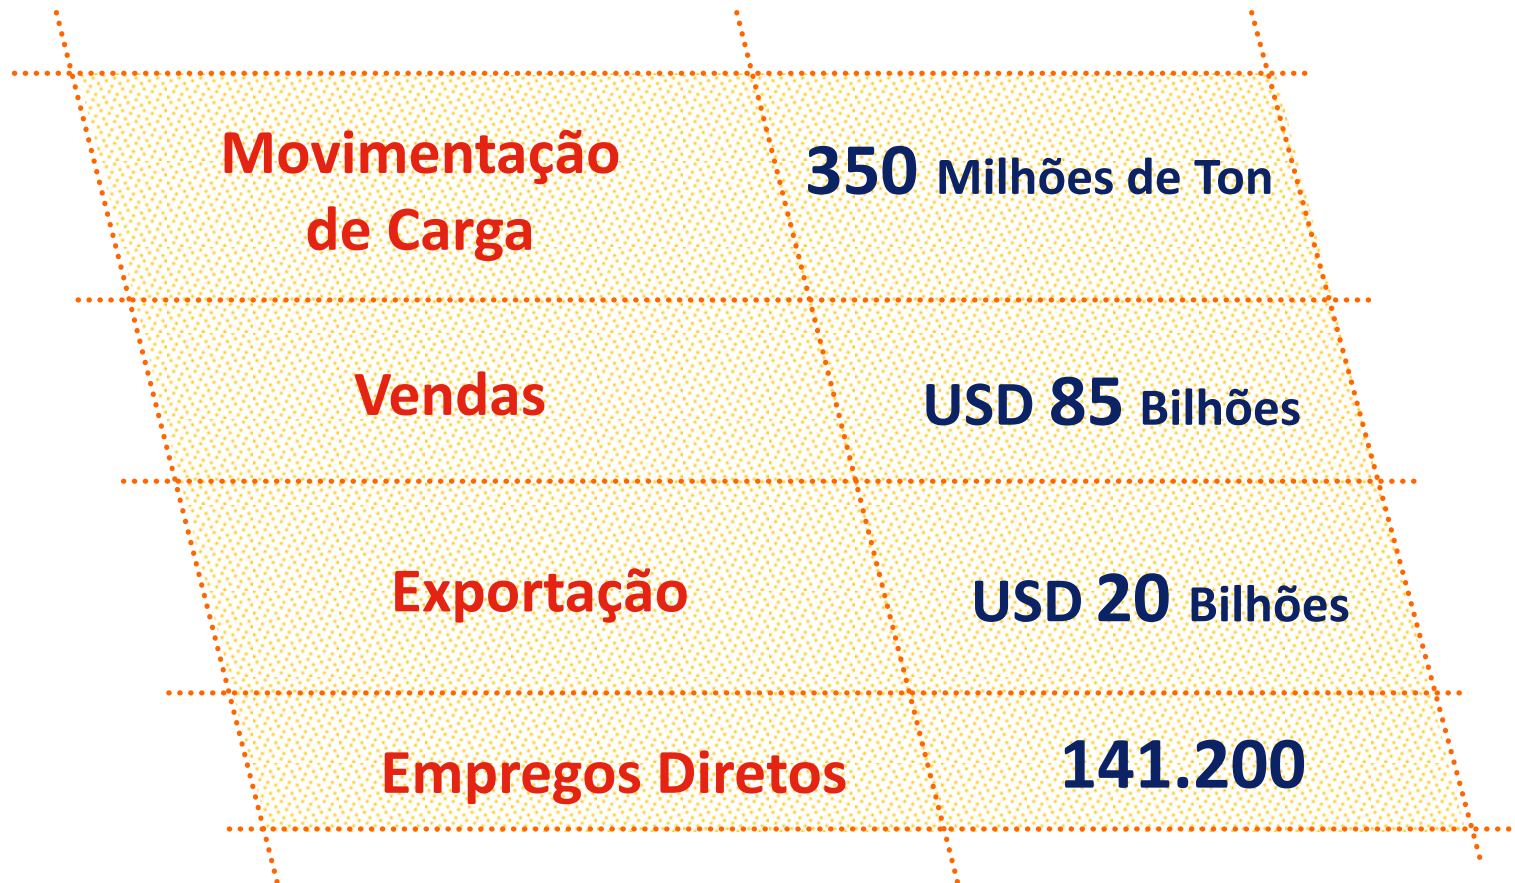 Movimentação
de Carga
350 Milhões de Ton
Vendas
USD 85 Bilhões
Exportação
USD 20 Bilhões
Empregos Diretos
141.200